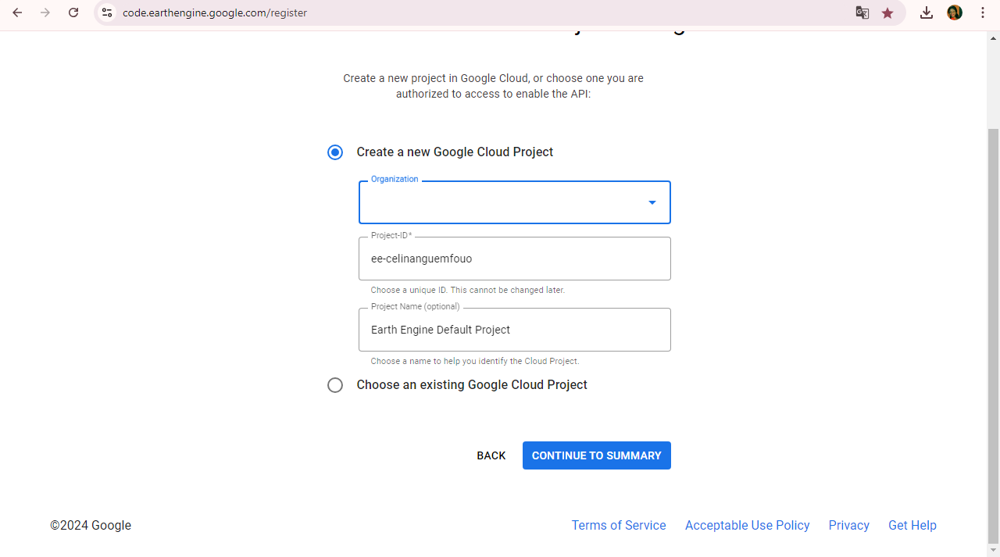 code.earthengine.google.com/register
Create a new project in Google Cloud, or choose one you are
authorized to access to enable the API:
Create a new Google Cloud Project
Organization
Project-ID*
ee-celinanguemfouo
Choose a unique ID. This cannot be changed later.
Project Name (optional)
Earth Engine Default Project
Choose a name to help you identify the Cloud Project.
Choose an existing Google Cloud Project
BACK
CONTINUE TO SUMMARY
©2024 Google
Terms of Service
Acceptable Use Policy
Privacy
Get Help